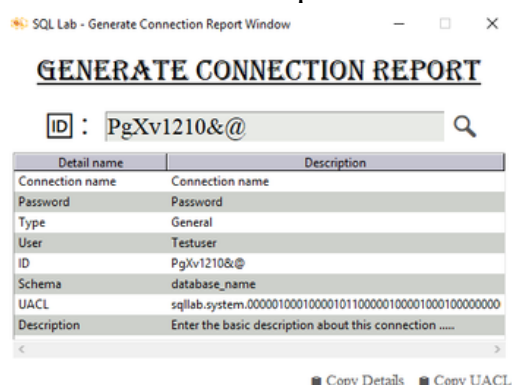 SQL Lab - Generate Connection Report Window
GENERATE CONNECTION REPORT
ID : PgXv1210&@
Detail name Description
Connection name Connection name
Password Password
Type General
User Testuser
ID PgXv1210&@
Schema database_name
UACL sqllab.system.000001000100001011000001000010001000000000
Description Enter the basic description about this connection .....
Copy Details Copy UACL